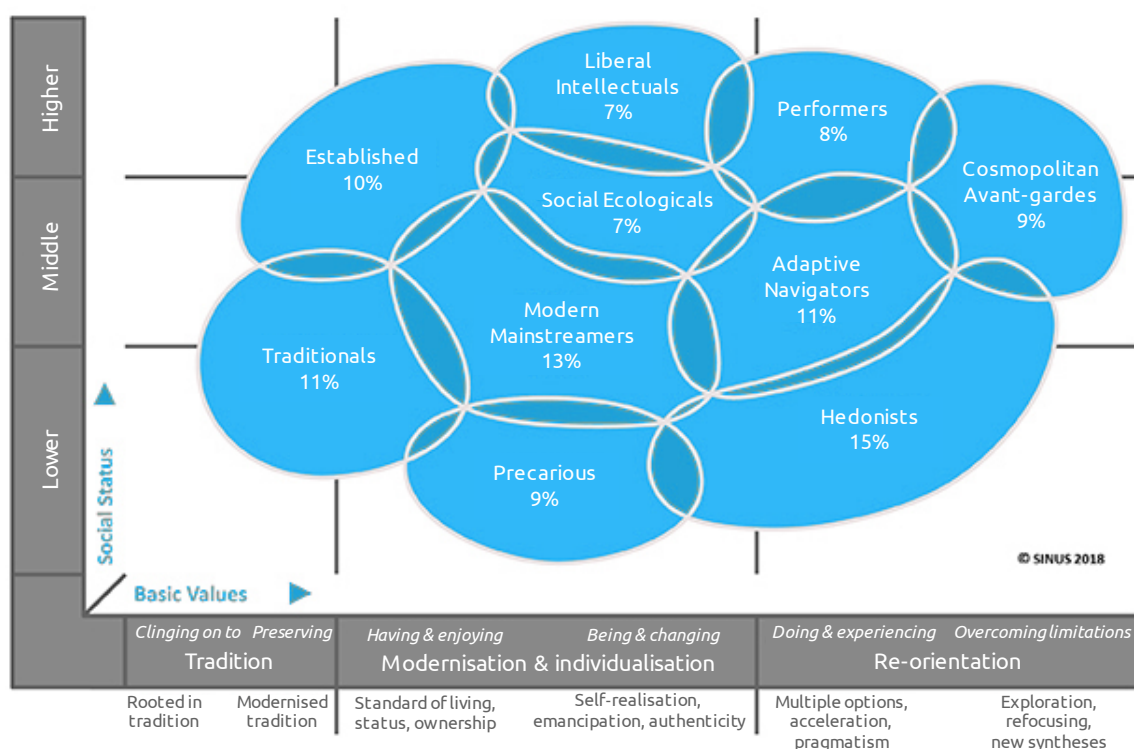 Higher
Middle
Lower
Social Status
Basic Values
Liberal
Intellectuals
7%
Performers
8%
Established
10%
Cosmopolitan
Avant-gardes
9%
Social Ecologicals
7%
Adaptive
Navigators
11%
Modern
Mainstreamers
13%
Traditionals
11%
Hedonists
15%
Precarious
9%
© SINUS 2018
Clinging on to Preserving
Tradition
Having & enjoying Being & changing
Modernisation & individualisation
Doing & experiencing Overcoming limitations
Re-orientation
Rooted in
tradition
Modernised
tradition
Standard of living,
status, ownership
Self-realisation,
emancipation, authenticity
Multiple options,
acceleration,
pragmatism
Exploration,
refocusing,
new syntheses